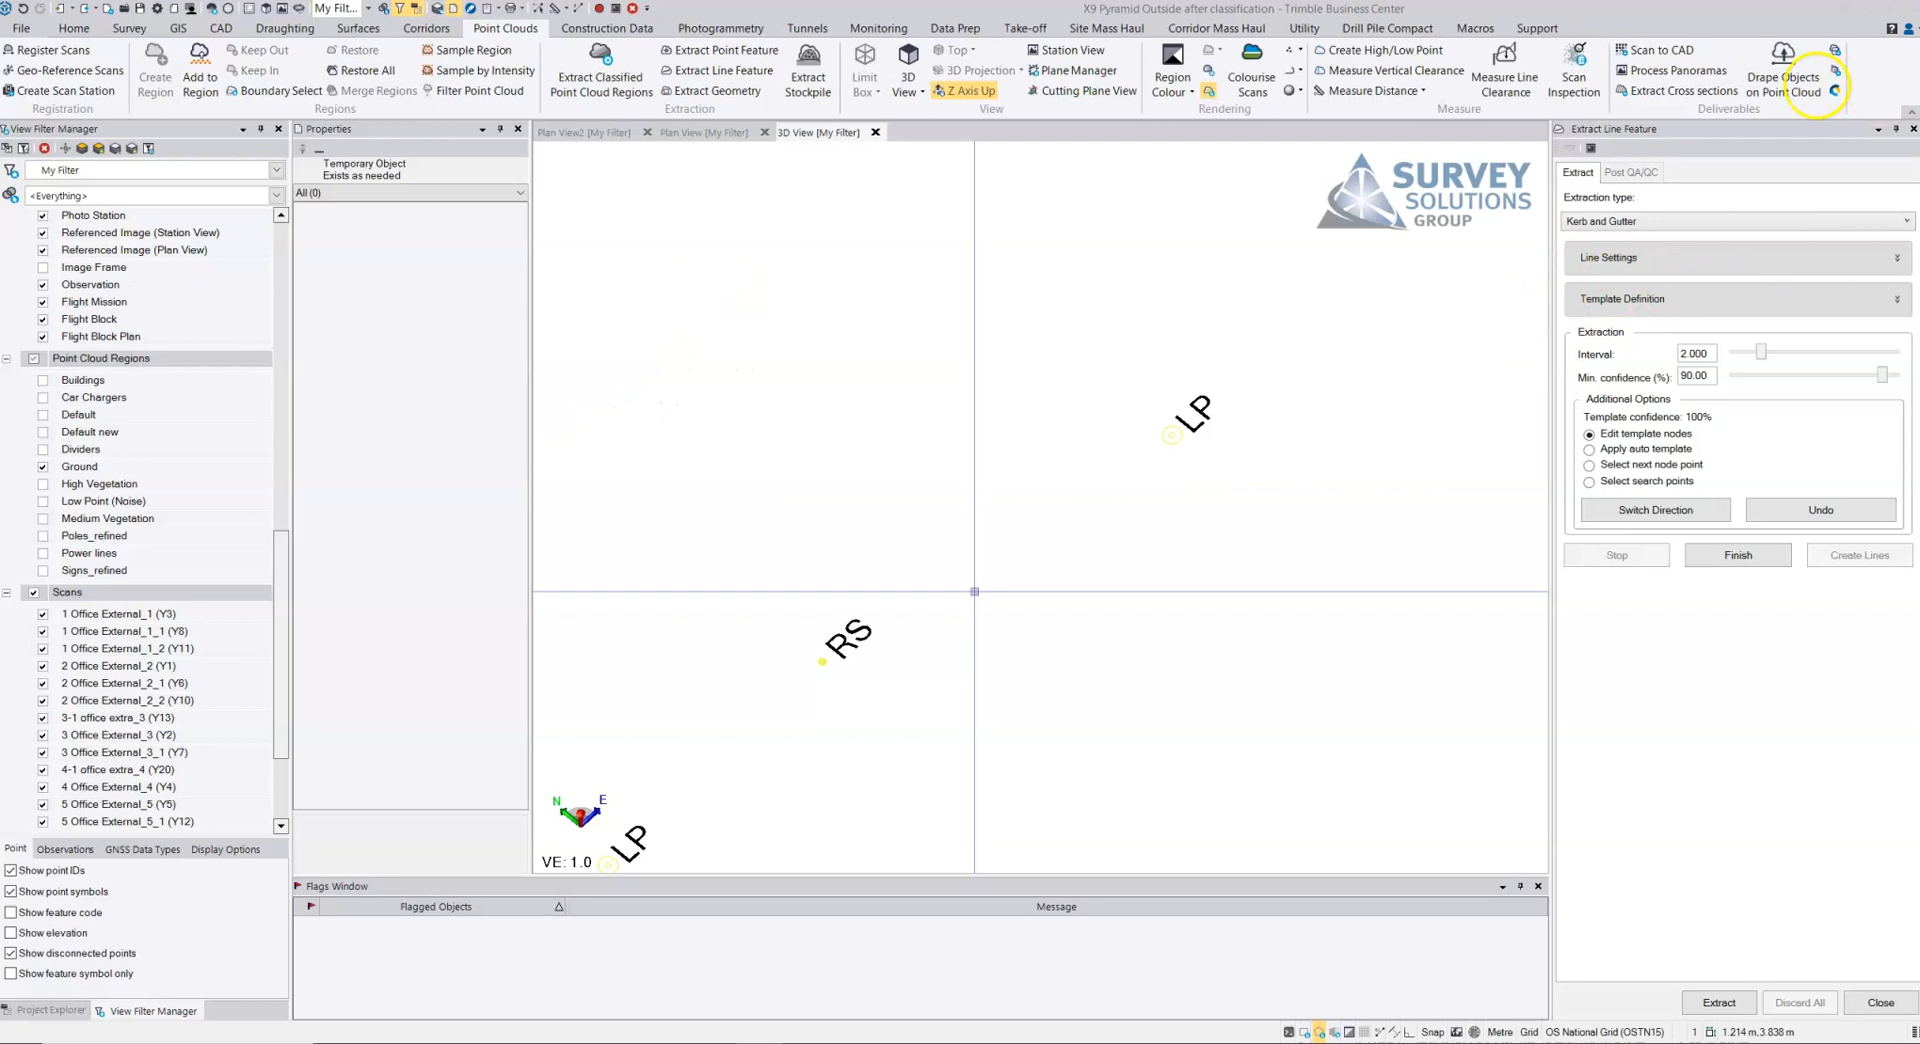 My Filt...
X9 Pyramid Outside after classification - Trimble Business Center
File Home Survey GIS CAD Draughting Surfaces Corridors Point Clouds Construction Data Photogrammetry Tunnels Monitoring Data Prep Take-off Site Mass Haul Corridor Mass Haul Utility Drill Pile Compact Macros Support
Register Scans
Geo-Reference Scans
Create Scan Station
Registration
Create Region
Add to Region
Keep Out
Keep In
Boundary Select
Restore
Restore All
Merge Regions
Sample Region
Sample by Intensity
Filter Point Cloud
Regions
Extract Classified Point Cloud Regions
Extract Point Feature
Extract Line Feature
Extract Geometry
Extract Stockpile
Extraction
Limit Box
3D View
Top
3D Projection
Z Axis Up
Station View
Plane Manager
Cutting Plane View
View
Region Colour
Colourise Scans
Rendering
Create High/Low Point
Measure Vertical Clearance
Measure Distance
Measure Line Clearance
Scan Inspection
Measure
Scan to CAD
Process Panoramas
Extract Cross sections
Drape Objects on Point Cloud
Deliverables
View Filter Manager
My Filter
<Everything>
Photo Station
Referenced Image (Station View)
Referenced Image (Plan View)
Image Frame
Observation
Flight Mission
Flight Block
Flight Block Plan
Point Cloud Regions
Buildings
Car Chargers
Default
Default new
Dividers
Ground
High Vegetation
Low Point (Noise)
Medium Vegetation
Poles_refined
Power lines
Signs_refined
Scans
1 Office External_1 (Y3)
1 Office External_1_1 (Y8)
1 Office External_1_2 (Y11)
2 Office External_2 (Y1)
2 Office External_2_1 (Y6)
2 Office External_2_2 (Y10)
3-1 office extra_3 (Y13)
3 Office External_3 (Y2)
3 Office External_3_1 (Y7)
4-1 office extra_4 (Y20)
4 Office External_4 (Y4)
5 Office External_5 (Y5)
5 Office External_5_1 (Y12)
Point Observations GNSS Data Types Display Options
Show point IDs
Show point symbols
Show feature code
Show elevation
Show disconnected points
Show feature symbol only
Project Explorer View Filter Manager
Properties
Temporary Object
Exists as needed
All (0)
Plan View2 [My Filter] Plan View [My Filter] 3D View [My Filter]
SURVEY
SOLUTIONS
GROUP
LP
RS
LP
N E
VE: 1.0
Flags Window
Flagged Objects Message
Extract Line Feature
Extract Post QA/QC
Extraction type:
Kerb and Gutter
Line Settings
Template Definition
Extraction
Interval: 2.000
Min. confidence (%): 90.00
Additional Options
Template confidence: 100%
Edit template nodes
Apply auto template
Select next node point
Select search points
Switch Direction Undo
Stop Finish Create Lines
Extract Discard All Close
Snap Metre Grid OS National Grid (OSTN15) 1 1.214 m,3.838 m